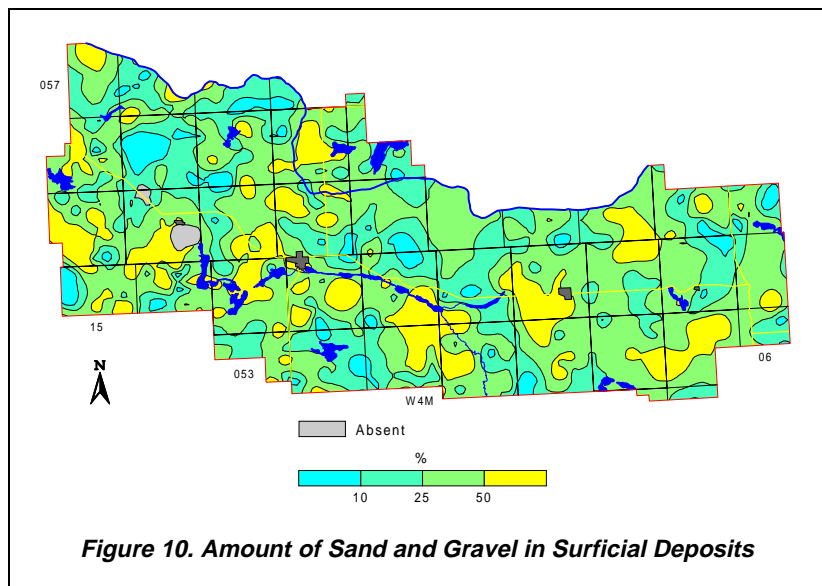 057
15
053
W4M
06
N
Absent
%
10 25 50
Figure 10. Amount of Sand and Gravel in Surficial Deposits